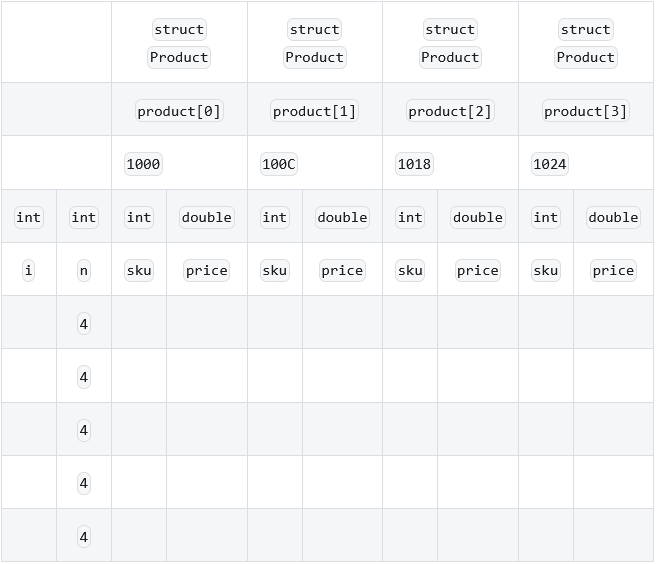 struct struct struct struct
Product Product Product Product
product[0] product[1] product[2] product[3]
1000 100C 1018 1024
int int int double int double int double int double
i n sku price sku price sku price sku price
4
4
4
4
4